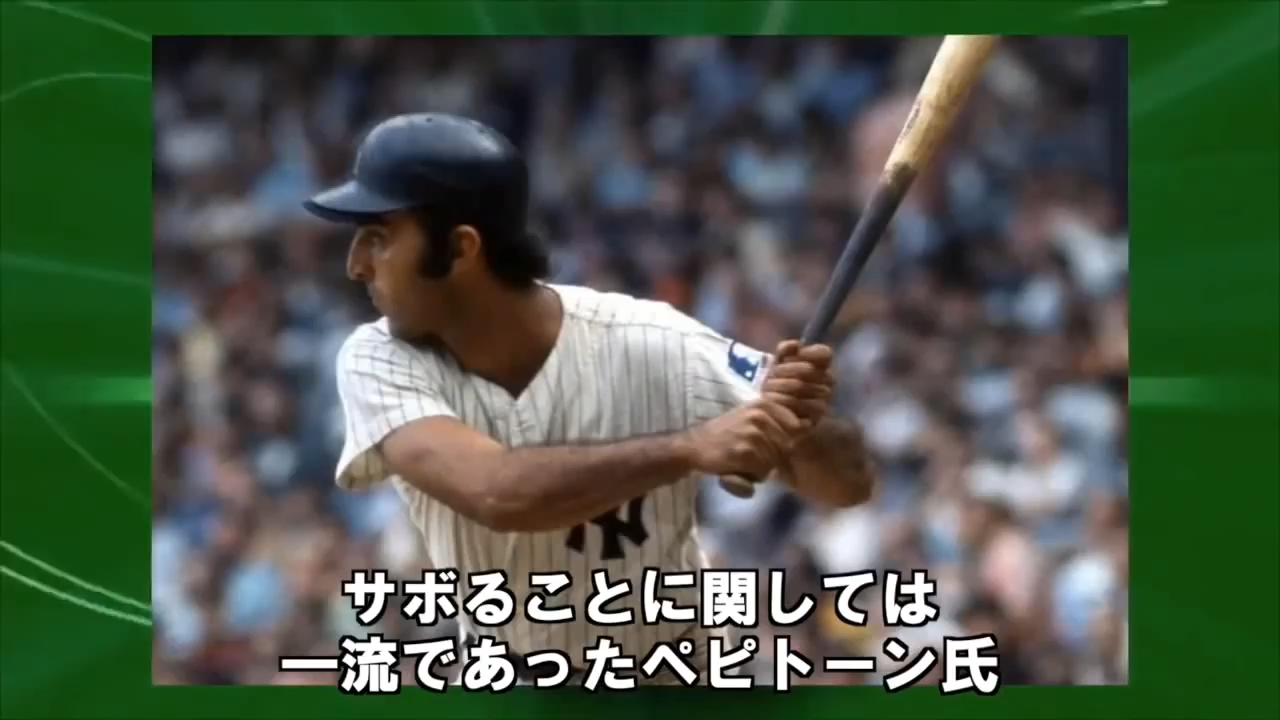 サボることに関しては
一流であったペピトーン氏
NY